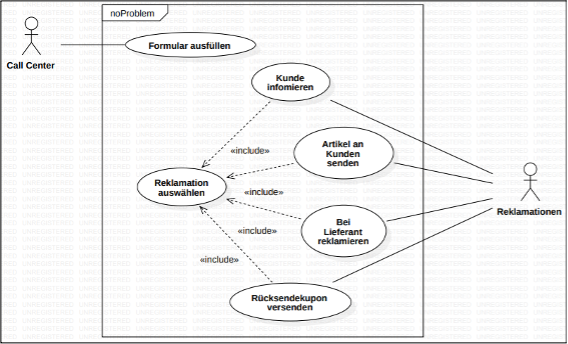 noProblem
Formular ausfüllen
Call Center
Kunde
infomieren
«include»
Artikel an
Kunden
senden
Reklamation
auswählen
«include»
Reklamationen
Bei
Lieferant
reklamieren
«include»
«include»
Rücksendekupon
versenden